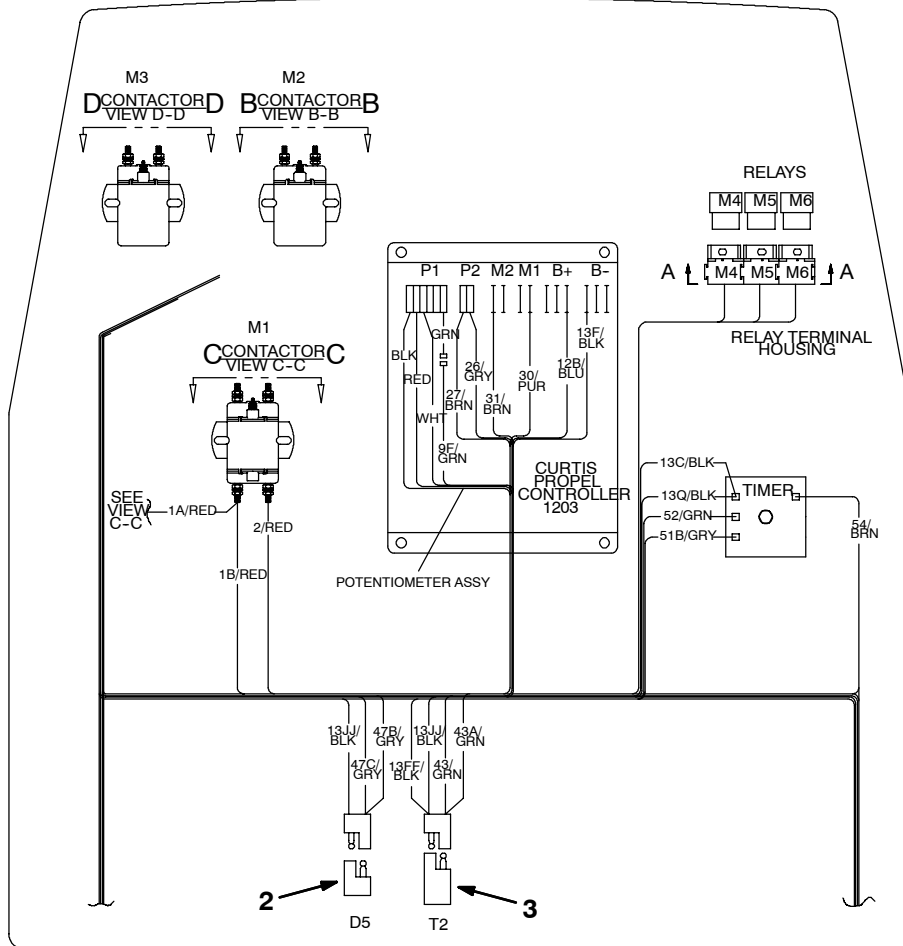 M3
D CONTACTOR D
VIEW D-D
M2
B CONTACTOR B
VIEW B-B
RELAYS
M4 M5 M6
A M4 M5 M6 A
RELAY TERMINAL
HOUSING
M1
C CONTACTOR C
VIEW C-C
P1 P2 M2 M1 B+ B-
BLK
RED
WHT
GRN
9F/
GRN
27/
BRN
26/
GRY
31/
BRN
30/
PUR
12B/
BLU
13F/
BLK
CURTIS
PROPEL
CONTROLLER
1203
POTENTIOMETER ASSY
SEE
VIEW
C-C
1A/RED
2/RED
1B/RED
13C/BLK
13Q/BLK
52/GRN
51B/GRY
TIMER
54/
BRN
13JJ/
BLK
47C/
GRY
47B/
GRY
13FF/
BLK
13JJ/
BLK
43/
GRN
43A/
GRN
2
D5
3
T2